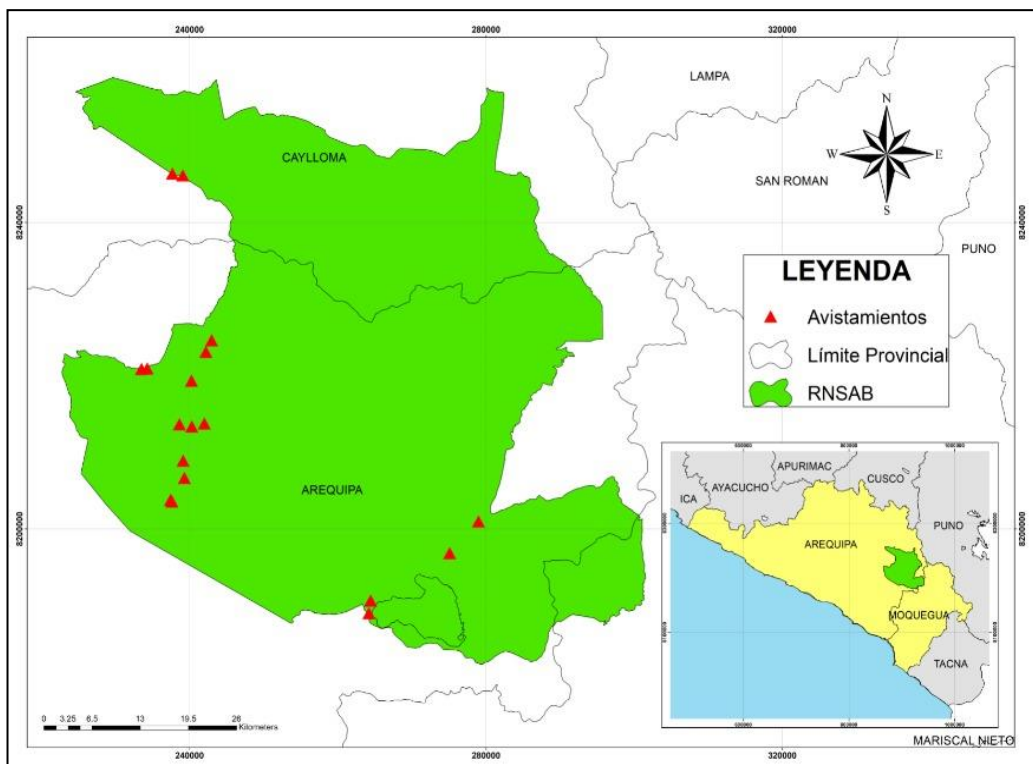 240000
280000
320000
LAMPA
CAYLLOMA
N
W
E
S
SAN ROMAN
8240000
8240000
PUNO
LEYENDA
Avistamientos
Límite Provincial
RNSAB
AREQUIPA
8200000
8200000
APURIMAC
CUSCO
AYACUCHO
ICA
PUNO
AREQUIPA
MOQUEGUA
TACNA
0 3.25 6.5 13 19.5 26
Kilometers
MARISCAL NIETO
240000
280000
320000